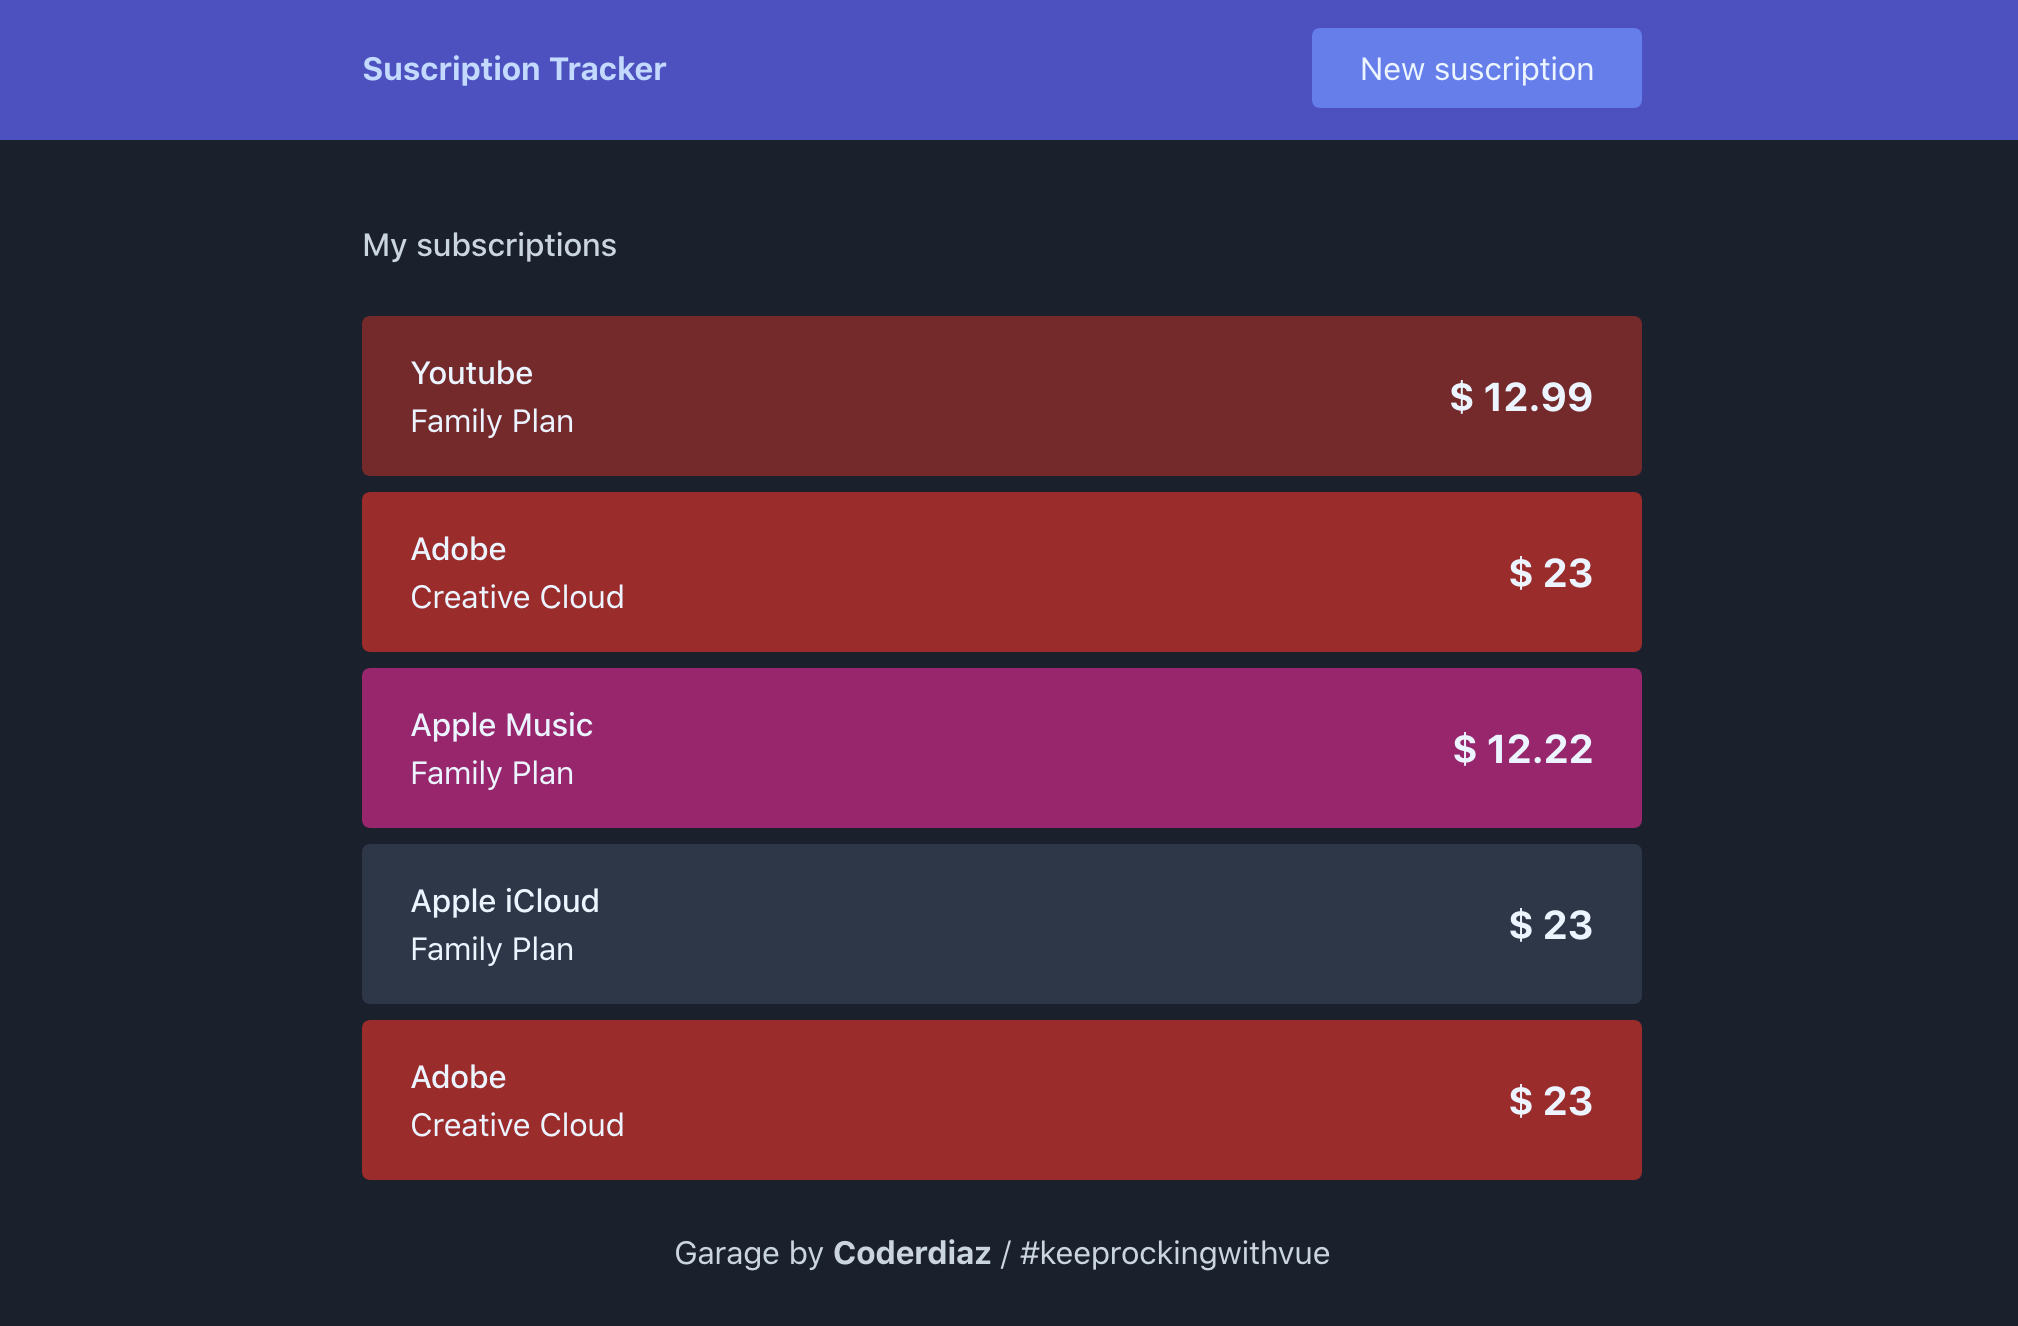 Suscription Tracker
New suscription
My subscriptions
Youtube
Family Plan
$ 12.99
Adobe
Creative Cloud
$ 23
Apple Music
Family Plan
$ 12.22
Apple iCloud
Family Plan
$ 23
Adobe
Creative Cloud
$ 23
Garage by Coderdiaz / #keeprockingwithvue